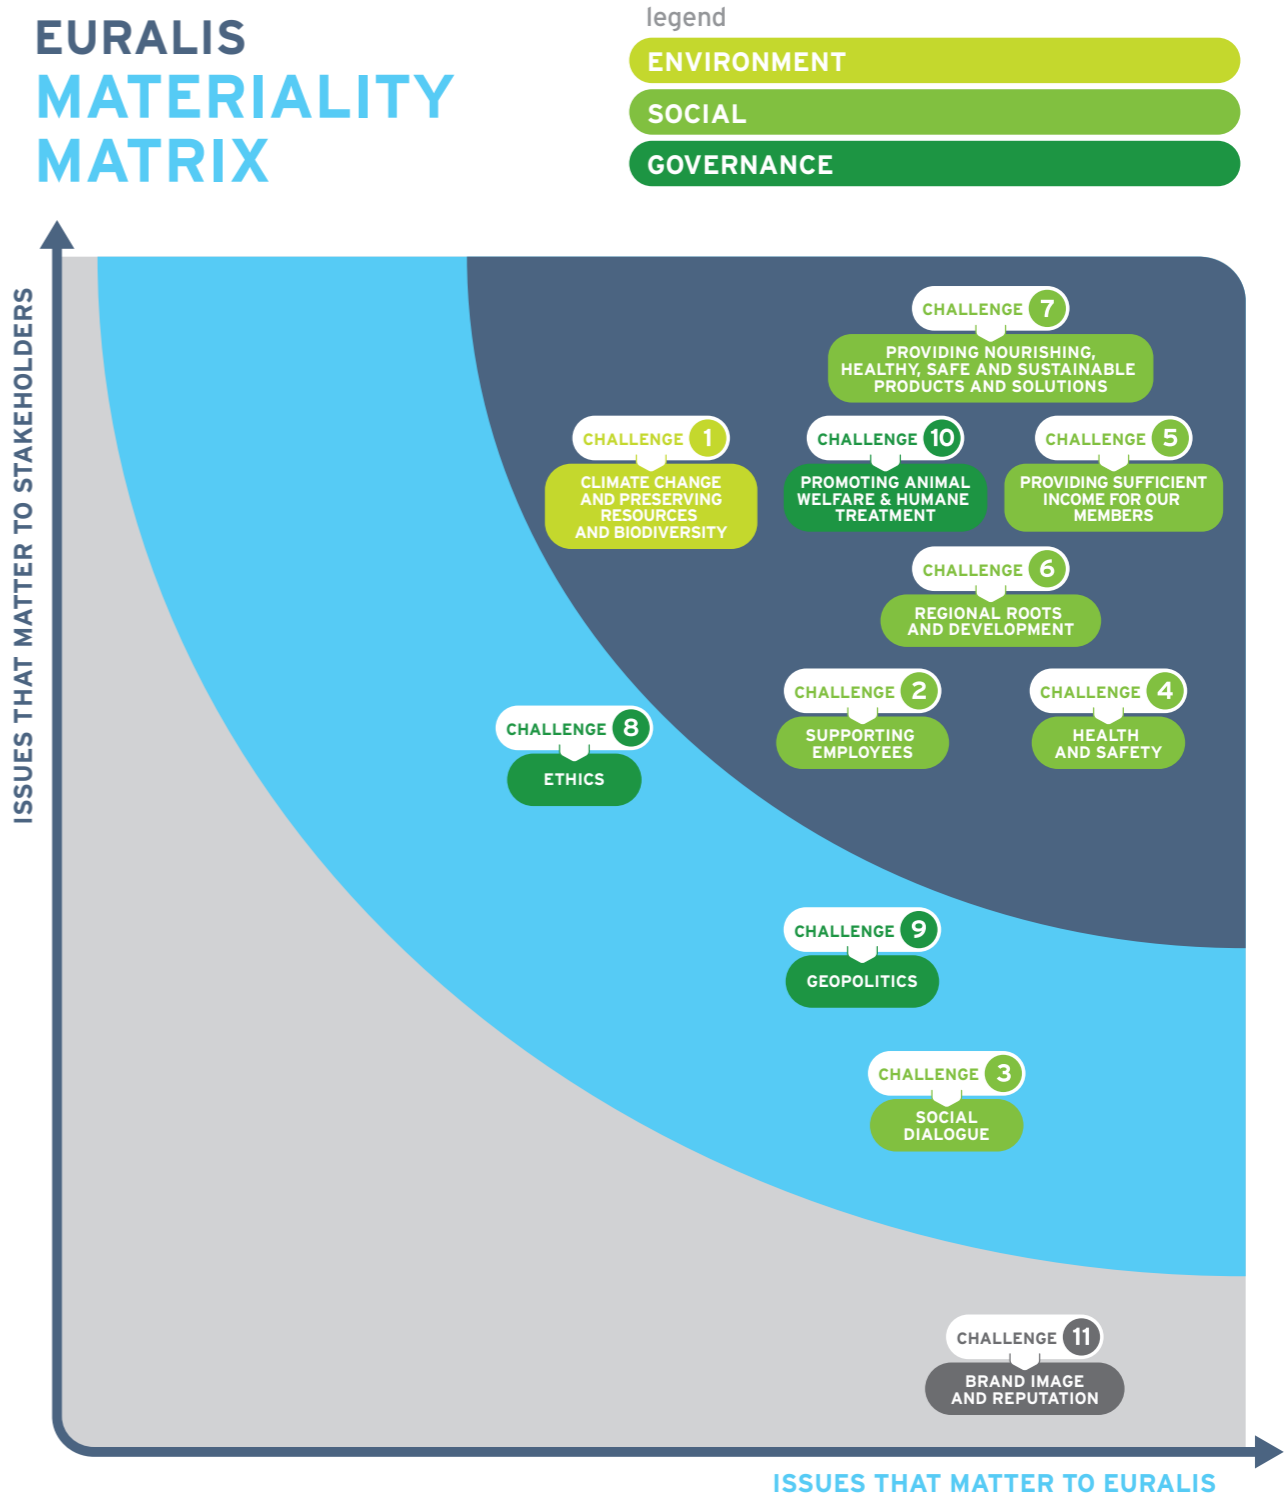 EURALIS
MATERIALITY
MATRIX
legend
ENVIRONMENT
SOCIAL
GOVERNANCE
ISSUES THAT MATTER TO STAKEHOLDERS
CHALLENGE 7
PROVIDING NOURISHING,
HEALTHY, SAFE AND SUSTAINABLE
PRODUCTS AND SOLUTIONS
CHALLENGE 1
CLIMATE CHANGE
AND PRESERVING
RESOURCES
AND BIODIVERSITY
CHALLENGE 10
PROMOTING ANIMAL
WELFARE & HUMANE
TREATMENT
CHALLENGE 5
PROVIDING SUFFICIENT
INCOME FOR OUR
MEMBERS
CHALLENGE 6
REGIONAL ROOTS
AND DEVELOPMENT
CHALLENGE 2
SUPPORTING
EMPLOYEES
CHALLENGE 4
HEALTH
AND SAFETY
CHALLENGE 8
ETHICS
CHALLENGE 9
GEOPOLITICS
CHALLENGE 3
SOCIAL
DIALOGUE
CHALLENGE 11
BRAND IMAGE
AND REPUTATION
ISSUES THAT MATTER TO EURALIS